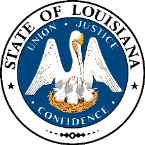 STATE OF LOUISIANA
UNION · JUSTICE
· CONFIDENCE ·